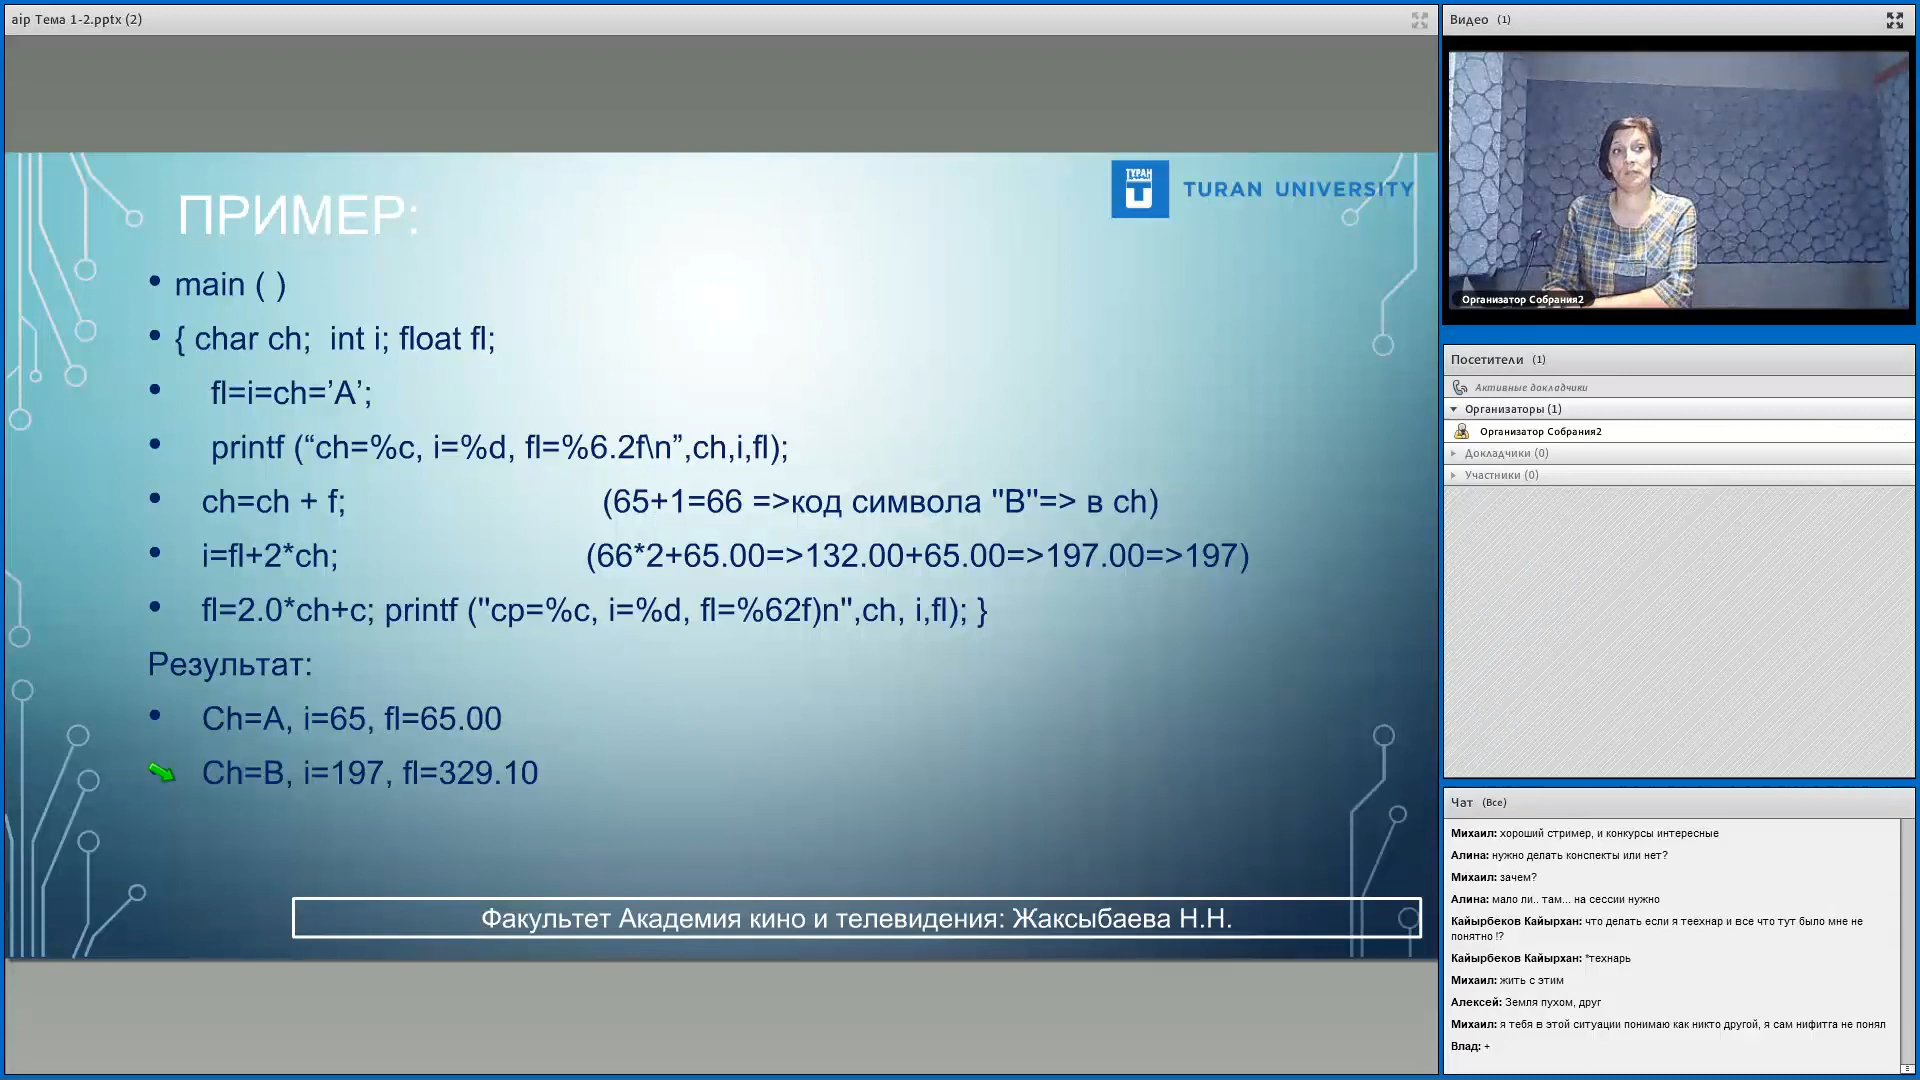 aip Тема 1-2.pptx (2)
ПРИМЕР:
ТУРАН
TURAN UNIVERSITY
• main ( )
• { char ch;  int i; float fl;
• fl=i=ch=’A’;
• printf (“ch=%c, i=%d, fl=%6.2f\n”,ch,i,fl);
• ch=ch + f; (65+1=66 =>код символа "B"=> в ch)
• i=fl+2*ch; (66*2+65.00=>132.00+65.00=>197.00=>197)
• fl=2.0*ch+c; printf ("cp=%c, i=%d, fl=%62f)n",ch, i,fl); }
Результат:
• Ch=A, i=65, fl=65.00
Ch=B, i=197, fl=329.10
Факультет Академия кино и телевидения: Жаксыбаева Н.Н.
Видео (1)
Организатор Собрания2
Посетители (1)
Активные докладчики
Организаторы (1)
Организатор Собрания2
Докладчики (0)
Участники (0)
Чат (Все)
Михаил: хороший стример, и конкурсы интересные
Алина: нужно делать конспекты или нет?
Михаил: зачем?
Алина: мало ли.. там... на сессии нужно
Кайырбеков Кайырхан: что делать если я теехнар и все что тут было мне не
понятно !?
Кайырбеков Кайырхан: *технарь
Михаил: жить с этим
Алексей: Земля пухом, друг
Михаил: я тебя в этой ситуации понимаю как никто другой, я сам нифитга не понял
Влад: +